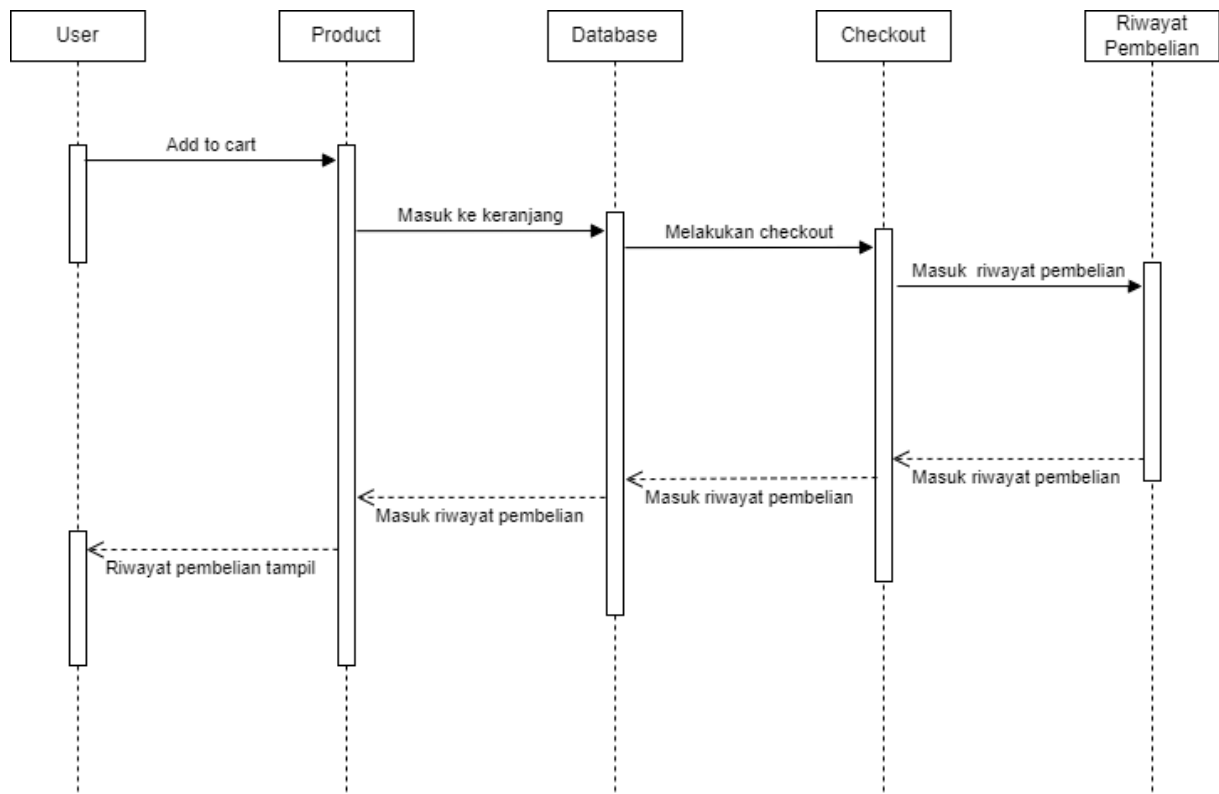 User
Product
Database
Checkout
Riwayat
Pembelian
Add to cart
Masuk ke keranjang
Melakukan checkout
Masuk riwayat pembelian
Masuk riwayat pembelian
Masuk riwayat pembelian
Masuk riwayat pembelian
Riwayat pembelian tampil